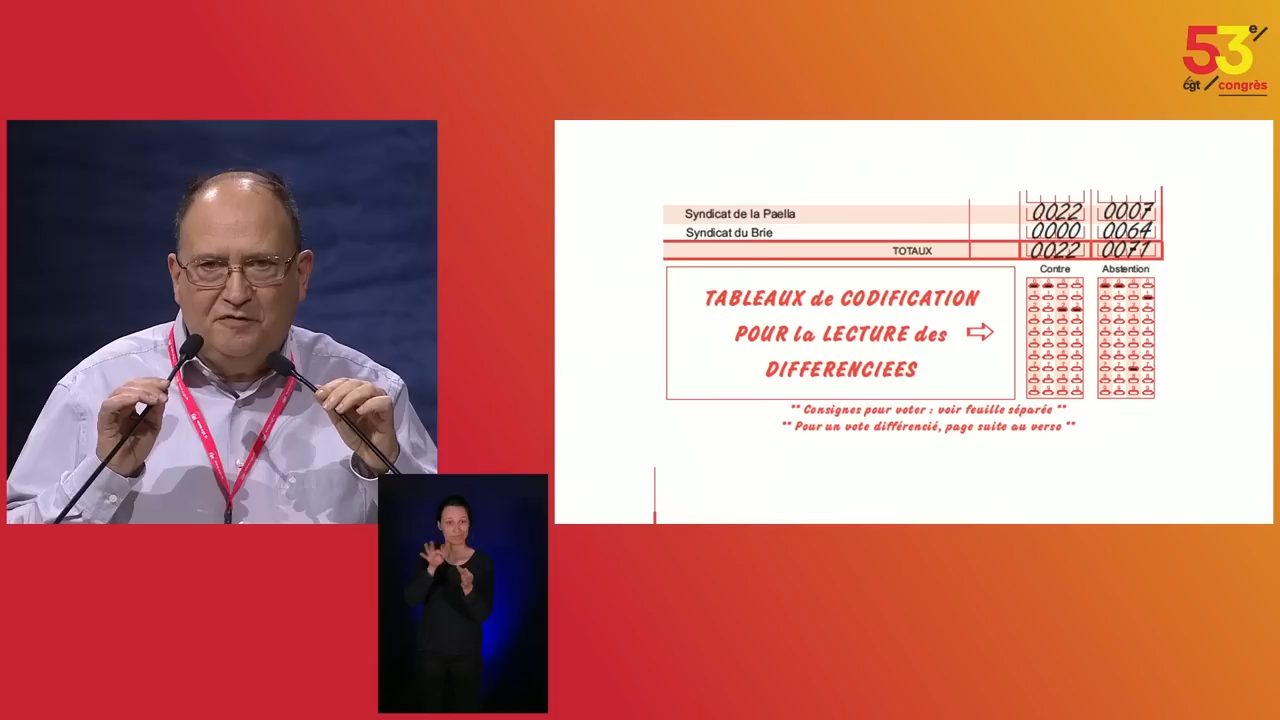 53e/
la cgt / congrès
Syndicat de la Paella 0022 0007
Syndicat du Brie 0000 0064
TOTAUX 0022 0071
Contre Abstention
TABLEAUX de CODIFICATION
POUR la LECTURE des ⇨
DIFFERENCIEES
** Consignes pour voter : voir feuille séparée **
** Pour un vote différencié, page suite au verso **